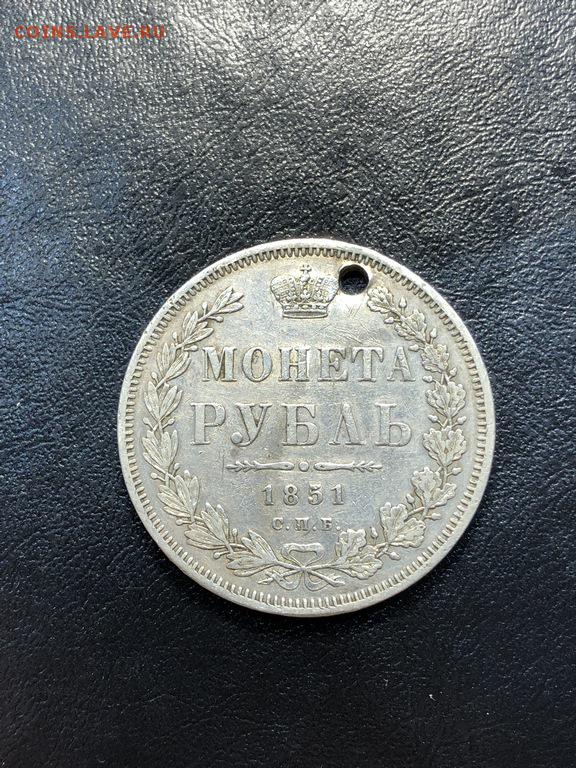 COINS.LAVE.RU
МОНЕТА
РУБЛЬ
1851
С.П.Б.